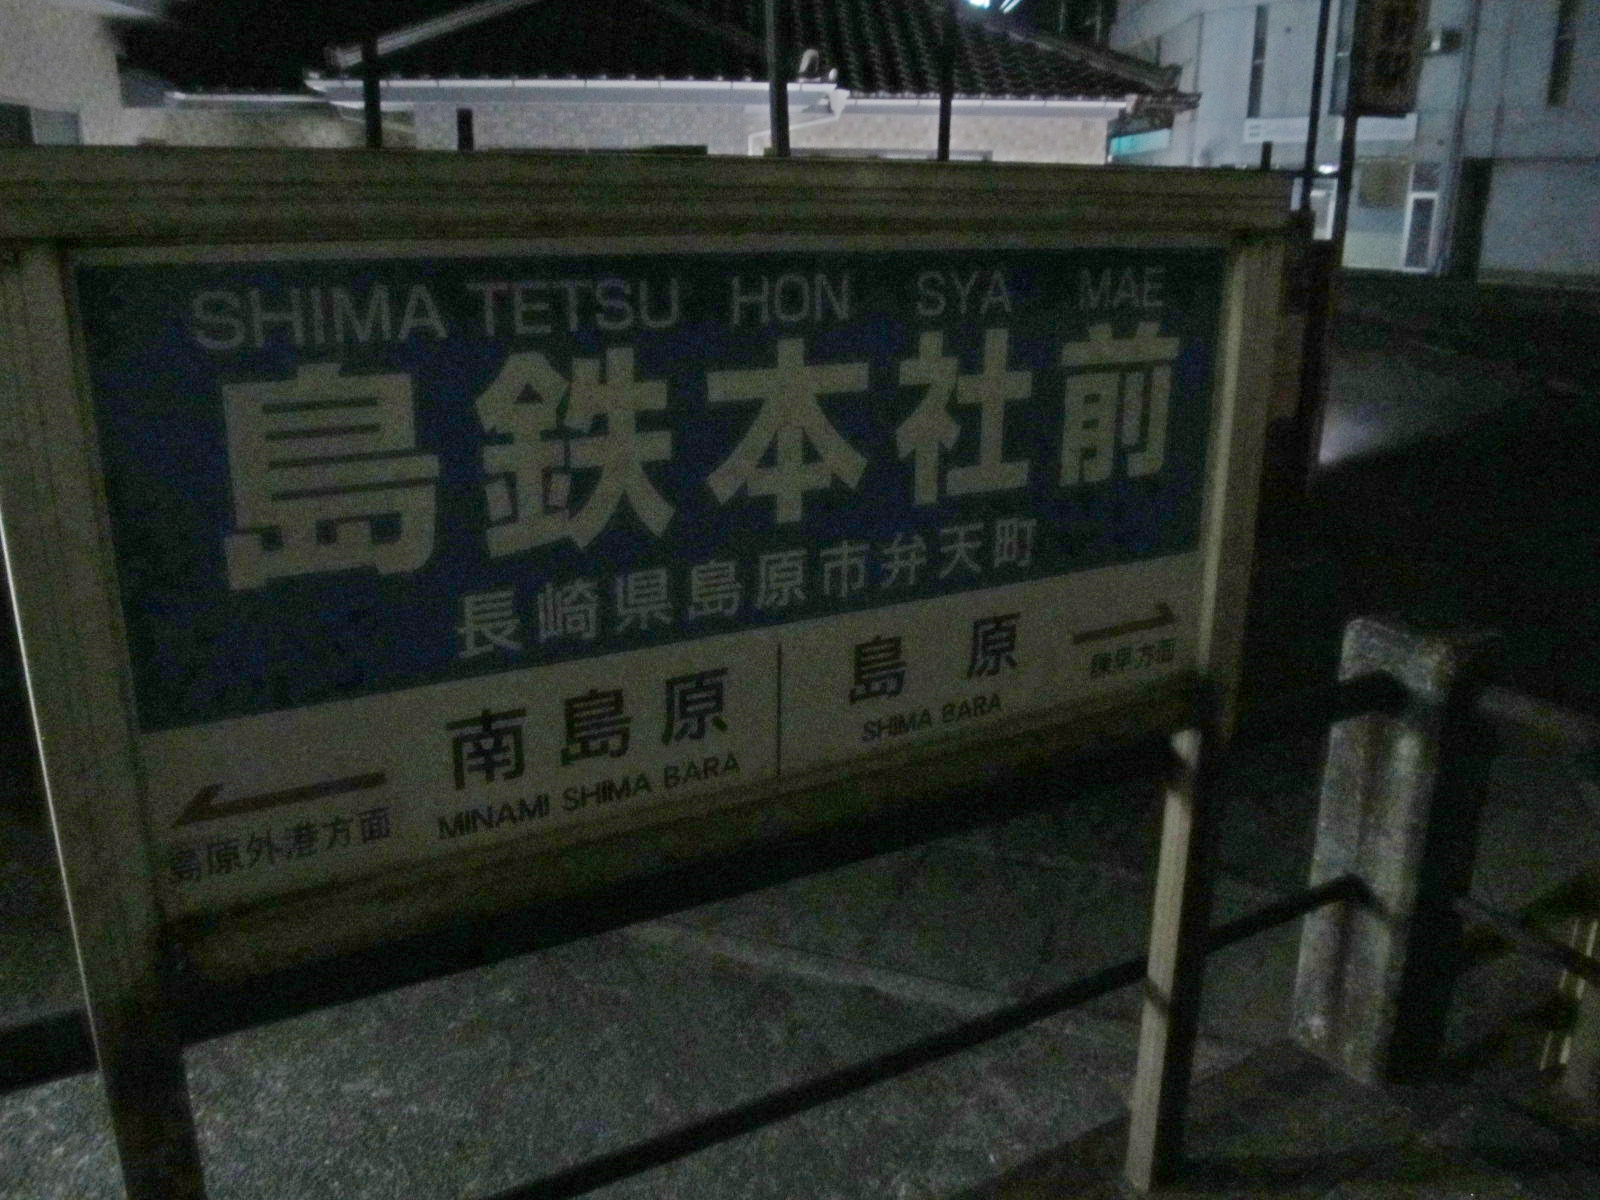 SHIMA TETSU HON SYA MAE
島鉄本社前
長崎県島原市弁天町
南島原
MINAMI SHIMA BARA
島原外港方面
島原
SHIMA BARA
諫早方面